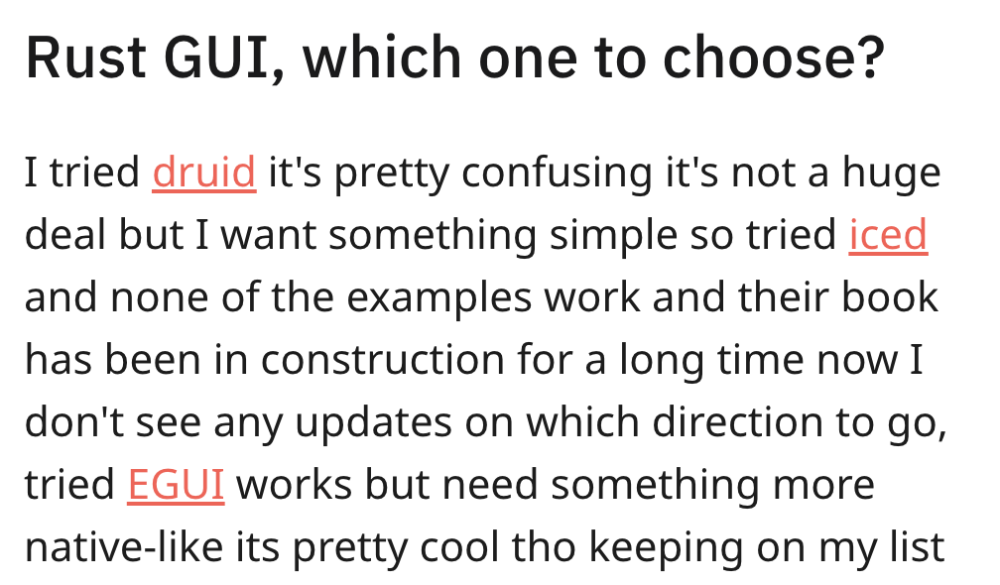 Rust GUI, which one to choose?
I tried druid it's pretty confusing it's not a huge
deal but I want something simple so tried iced
and none of the examples work and their book
has been in construction for a long time now I
don't see any updates on which direction to go,
tried EGUI works but need something more
native-like its pretty cool tho keeping on my list